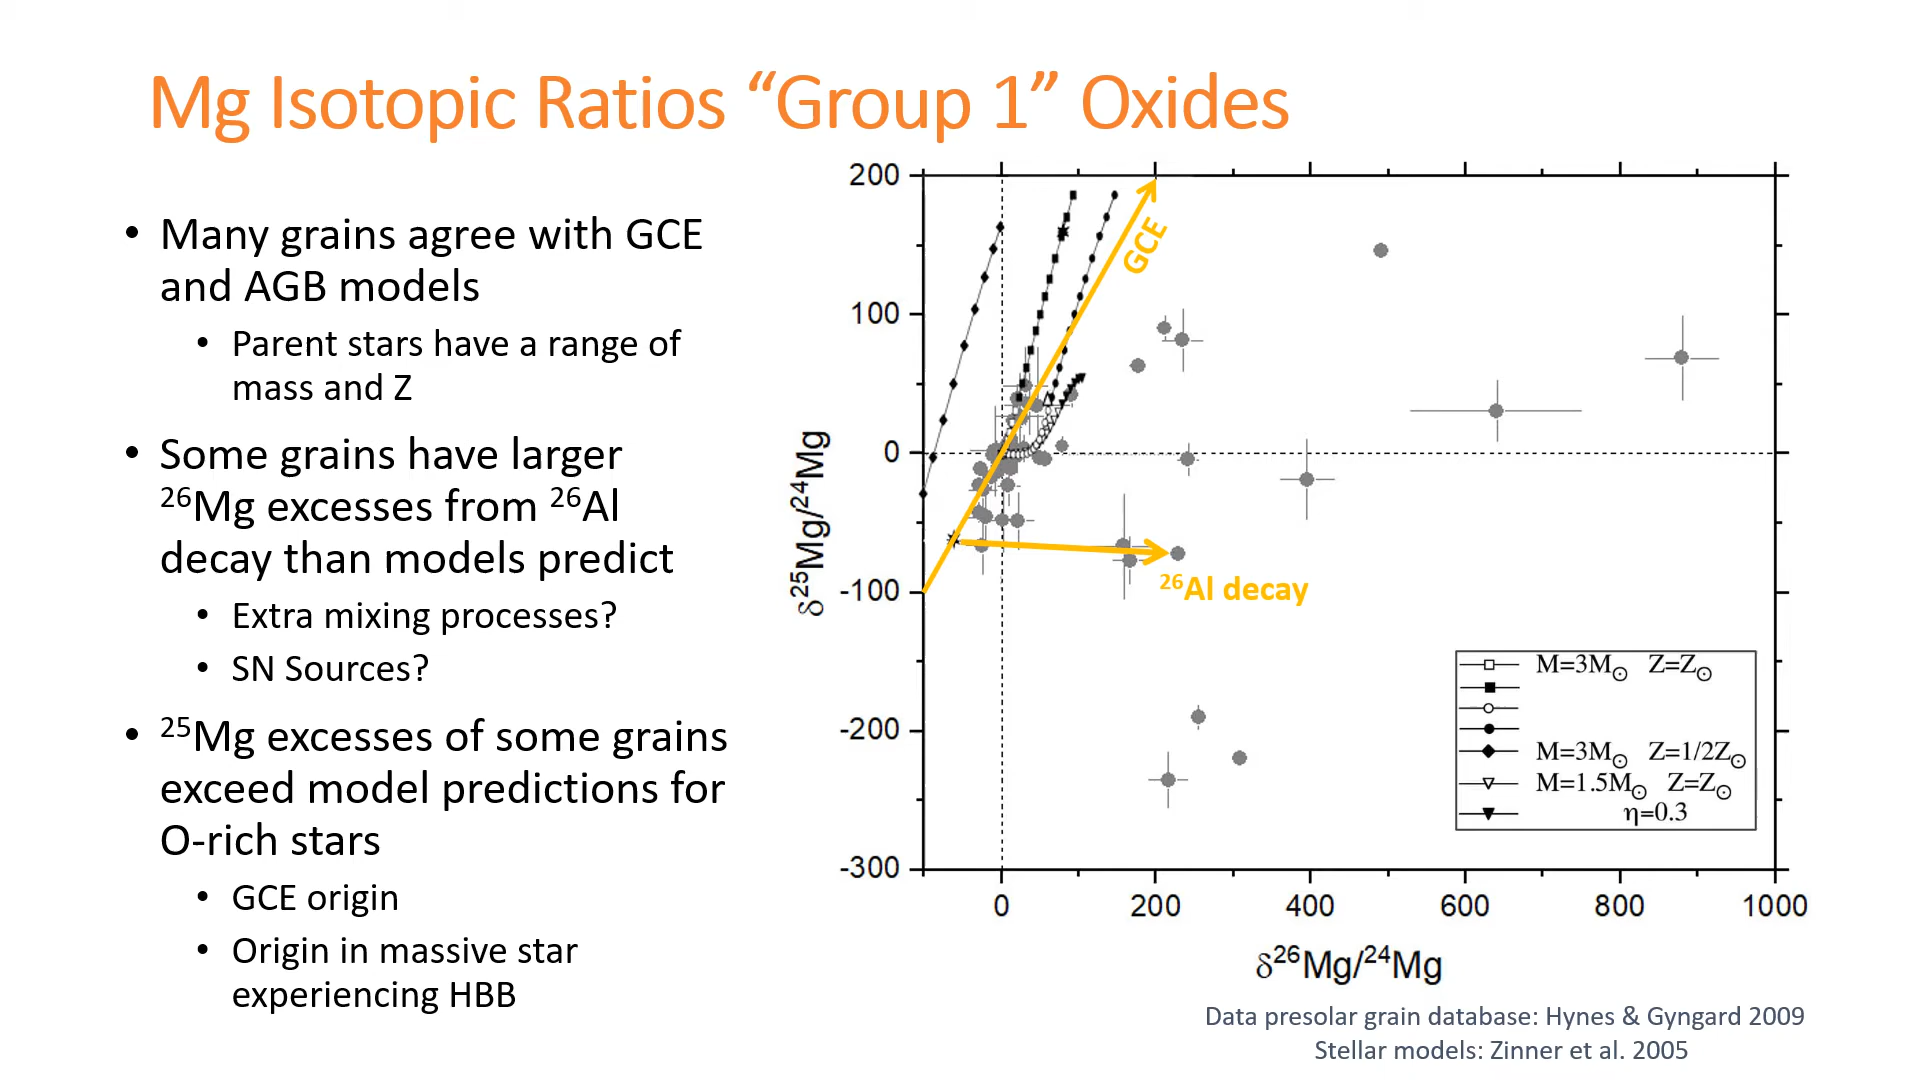 Mg Isotopic Ratios “Group 1” Oxides
• Many grains agree with GCE
and AGB models
• Parent stars have a range of
mass and Z
• Some grains have larger
²⁶Mg excesses from ²⁶Al
decay than models predict
• Extra mixing processes?
• SN Sources?
• ²⁵Mg excesses of some grains
exceed model predictions for
O-rich stars
• GCE origin
• Origin in massive star
experiencing HBB
δ²⁵Mg/²⁴Mg
200
100
0
-100
-200
-300
GCE
²⁶Al decay
M=3M⊙ Z=Z⊙
M=3M⊙ Z=1/2Z⊙
M=1.5M⊙ Z=Z⊙
η=0.3
0 200 400 600 800 1000
δ²⁶Mg/²⁴Mg
Data presolar grain database: Hynes & Gyngard 2009
Stellar models: Zinner et al. 2005